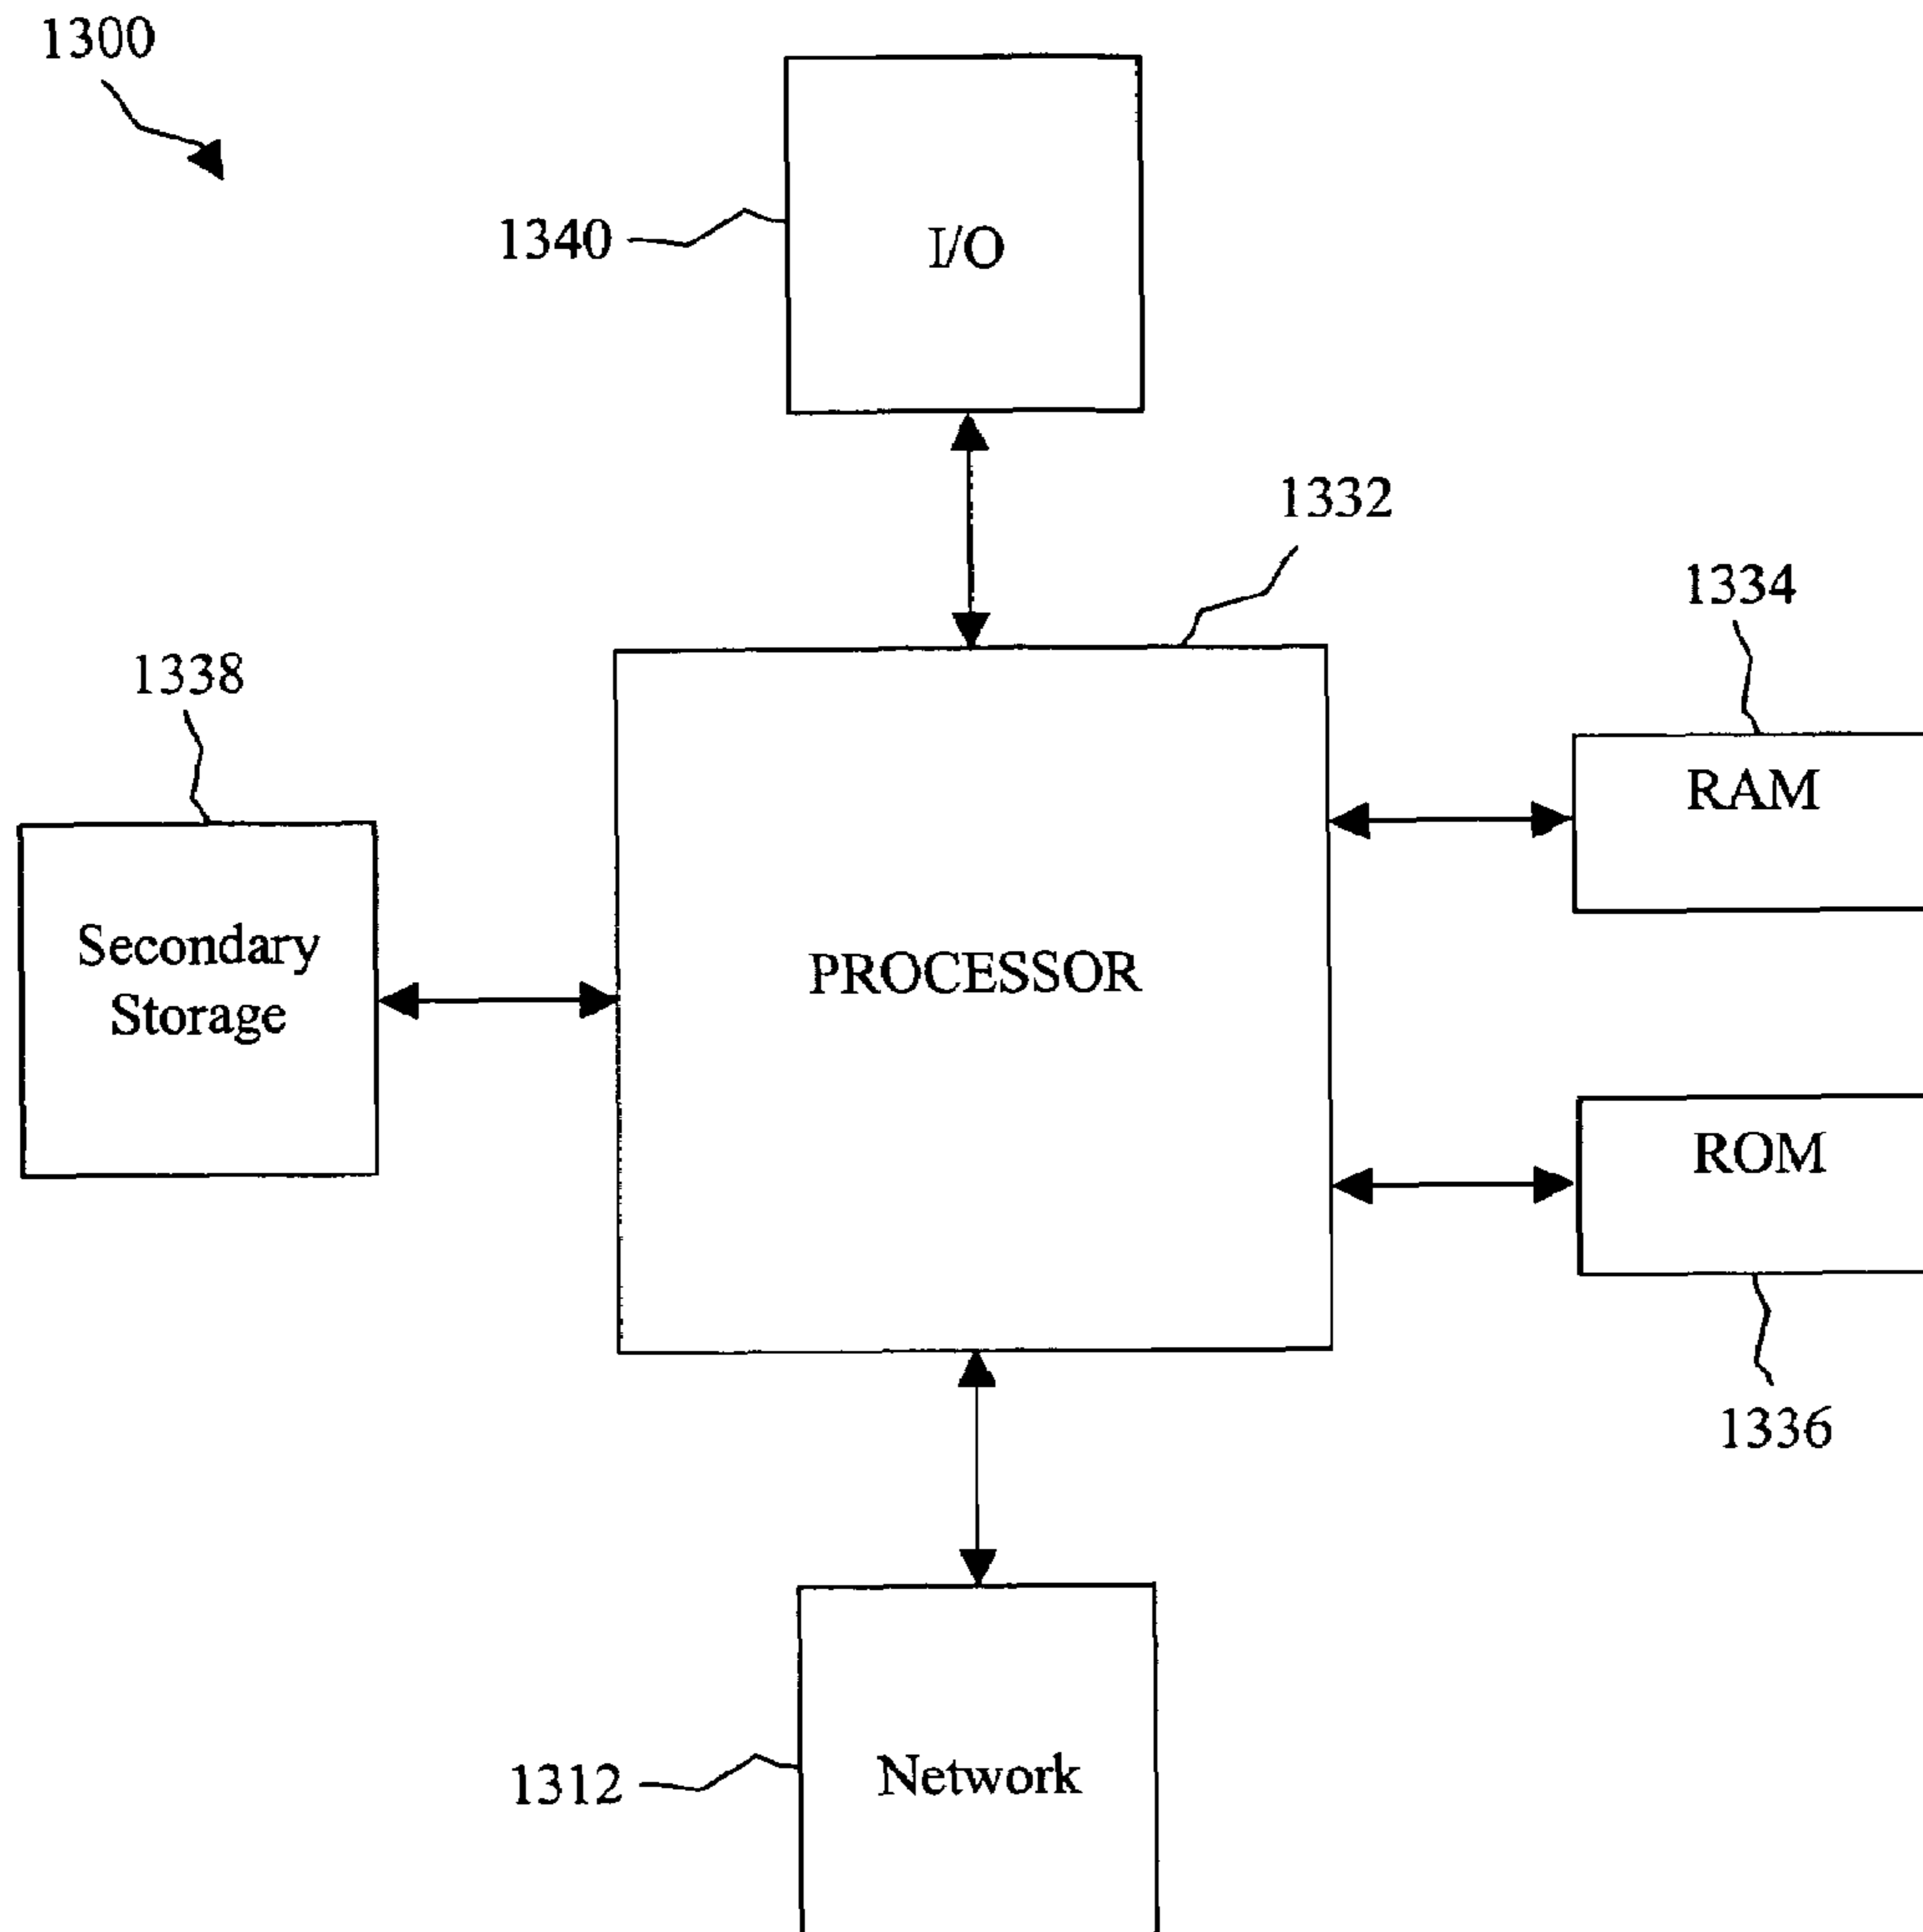 1300
1340
I/O
1332
1334
1338
RAM
Secondary
Storage
PROCESSOR
ROM
1336
1312
Network